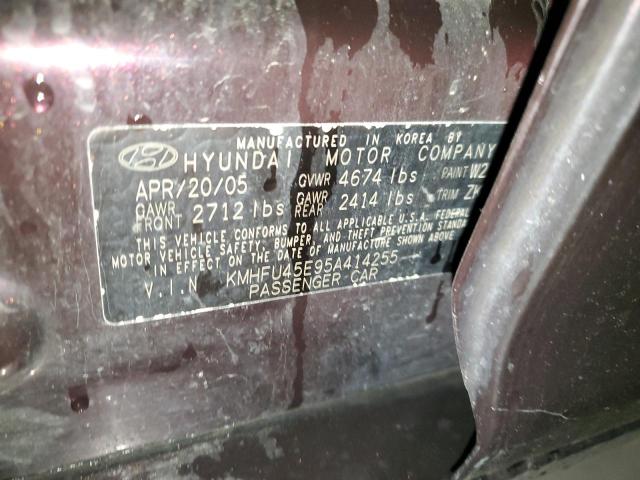 MANUFACTURED IN KOREA BY
HYUNDAI MOTOR COMPANY
APR/20/05 GVWR 4674 lbs PAINT W2
GAWR FRONT 2712 lbs GAWR REAR 2414 lbs TRIM ZK
THIS VEHICLE CONFORMS TO ALL APPLICABLE U.S.A. FEDERAL
MOTOR VEHICLE SAFETY, BUMPER, AND THEFT PREVENTION STANDA
IN EFFECT ON THE DATE OF MANUFACTURE SHOWN ABOVE.
V.I.N KMHFU45E95A414255
PASSENGER CAR